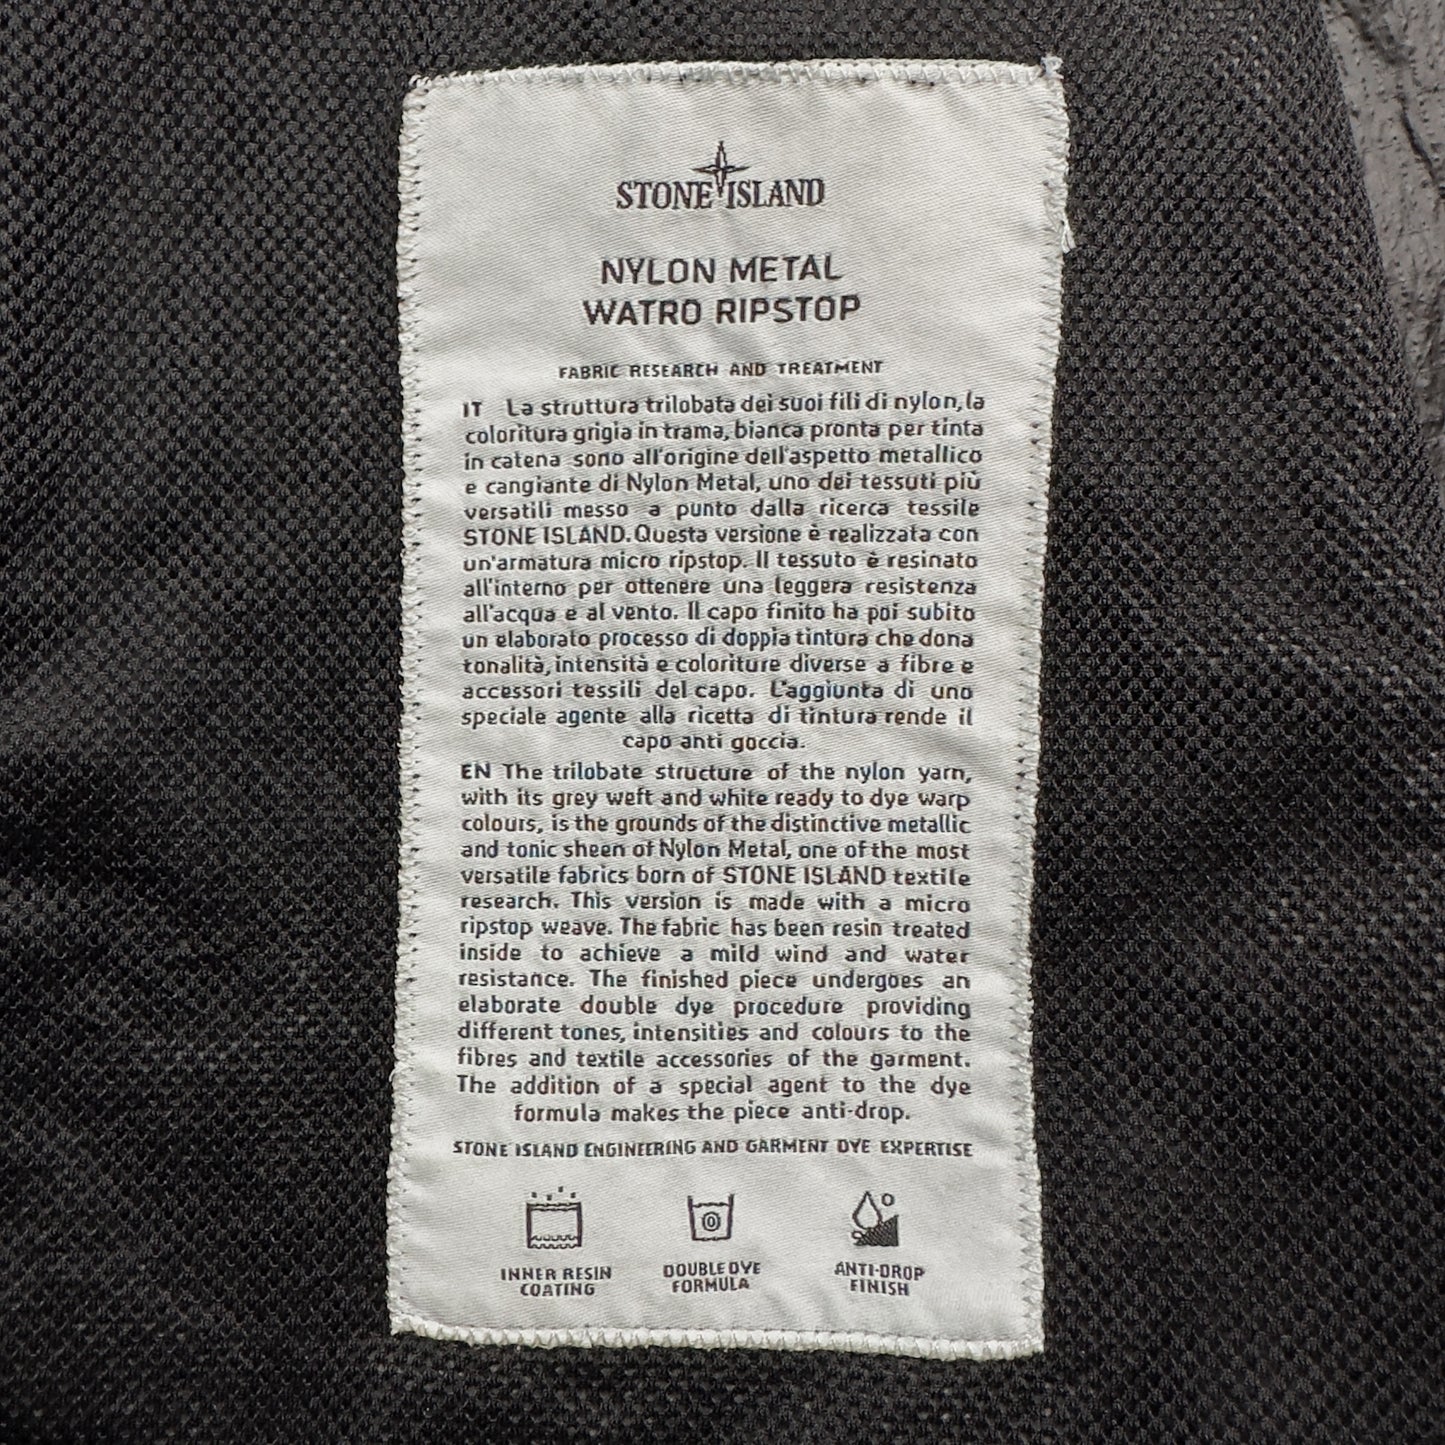 STONE ISLAND
NYLON METAL
WATRO RIPSTOP
FABRIC RESEARCH AND TREATMENT
IT La struttura trilobata dei suoi fili di nylon, la
coloritura grigia in trama, bianca pronta per tinta
in catena sono all'origine dell'aspetto metallico
e cangiante di Nylon Metal, uno dei tessuti più
versatili messo a punto dalla ricerca tessile
STONE ISLAND. Questa versione è realizzata con
un'armatura micro ripstop. Il tessuto è resinato
all'interno per ottenere una leggera resistenza
all'acqua e al vento. Il capo finito ha poi subito
un elaborato processo di doppia tintura che dona
tonalità, intensità e coloriture diverse a fibre e
accessori tessili del capo. L'aggiunta di uno
speciale agente alla ricetta di tintura rende il
capo anti goccia.
EN The trilobate structure of the nylon yarn,
with its grey weft and white ready to dye warp
colours, is the grounds of the distinctive metallic
and tonic sheen of Nylon Metal, one of the most
versatile fabrics born of STONE ISLAND textile
research. This version is made with a micro
ripstop weave. The fabric has been resin treated
inside to achieve a mild wind and water
resistance. The finished piece undergoes an
elaborate double dye procedure providing
different tones, intensities and colours to the
fibres and textile accessories of the garment.
The addition of a special agent to the dye
formula makes the piece anti-drop.
STONE ISLAND ENGINEERING AND GARMENT DYE EXPERTISE
INNER RESIN
COATING
DOUBLE DYE
FORMULA
ANTI-DROP
FINISH